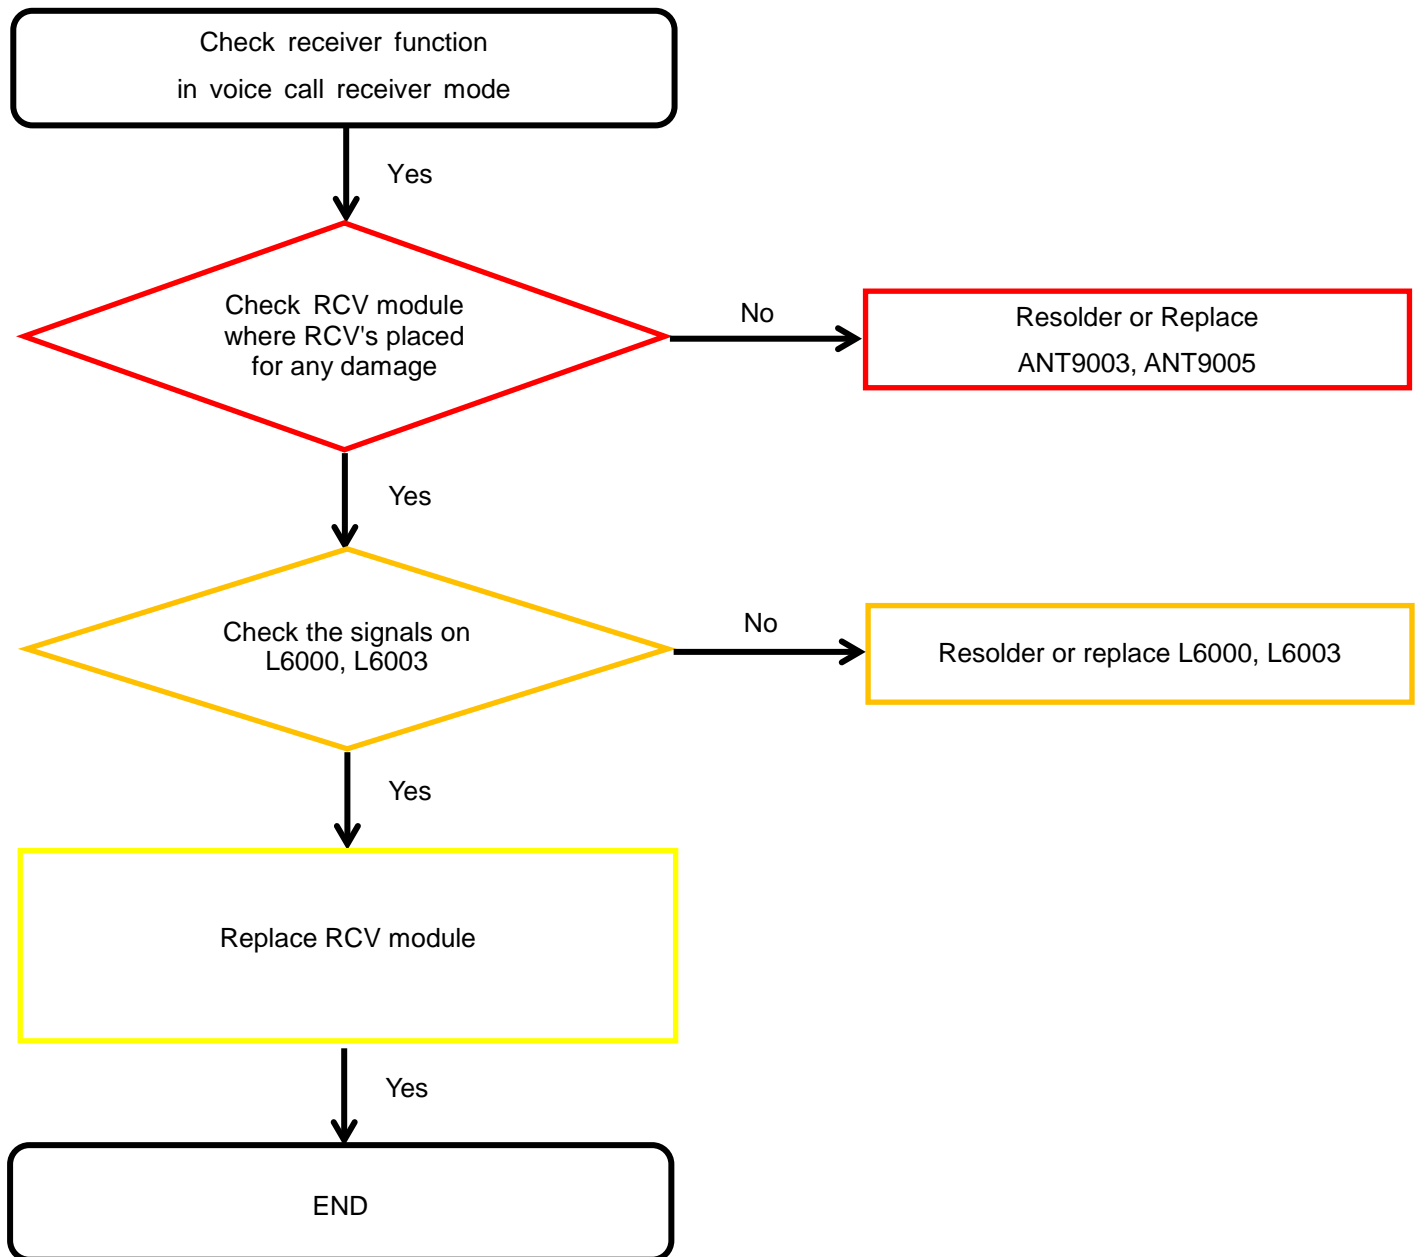 Check receiver function
in voice call receiver mode
Yes
Check RCV module
where RCV's placed
for any damage
No
Resolder or Replace
ANT9003, ANT9005
Yes
Check the signals on
L6000, L6003
No
Resolder or replace L6000, L6003
Yes
Replace RCV module
Yes
END